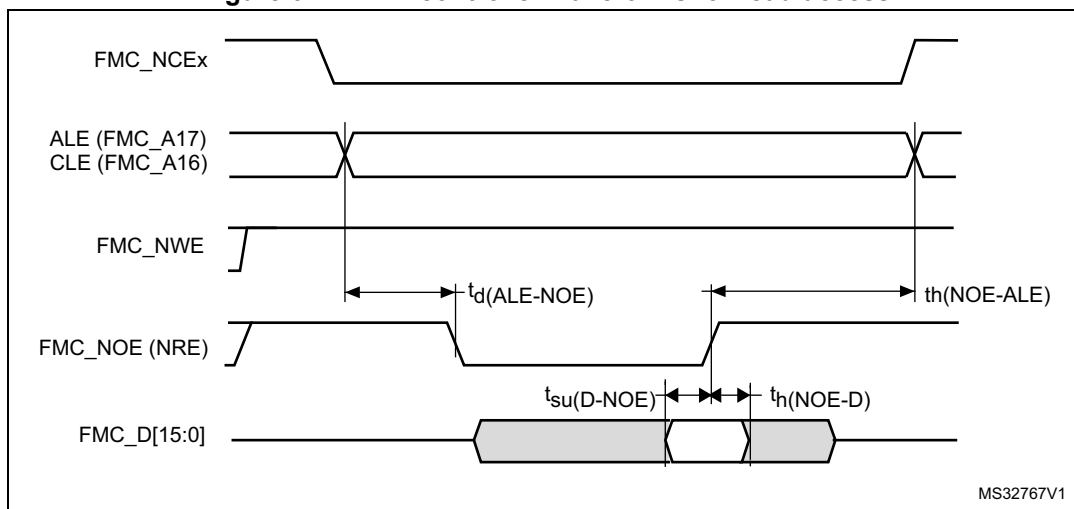 FMC_NCEx
ALE (FMC_A17)
CLE (FMC_A16)
FMC_NWE
td(ALE-NOE)
th(NOE-ALE)
FMC_NOE (NRE)
tsu(D-NOE)
th(NOE-D)
FMC_D[15:0]
MS32767V1